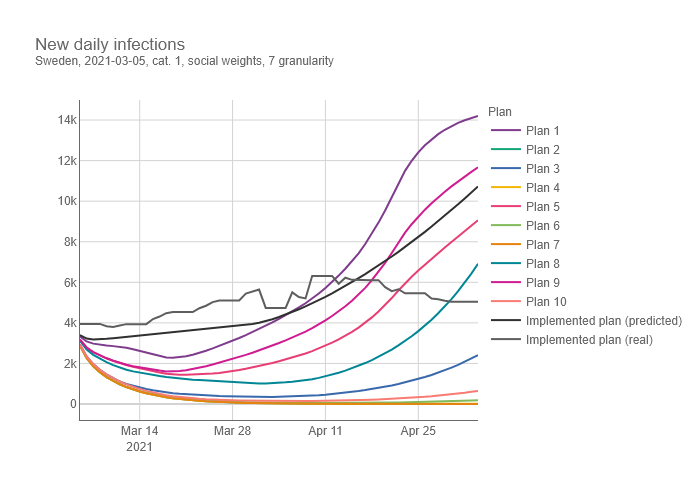 New daily infections
Sweden, 2021-03-05, cat. 1, social weights, 7 granularity
14k
12k
10k
8k
6k
4k
2k
0
Mar 14
2021
Mar 28
Apr 11
Apr 25
Plan
Plan 1
Plan 2
Plan 3
Plan 4
Plan 5
Plan 6
Plan 7
Plan 8
Plan 9
Plan 10
Implemented plan (predicted)
Implemented plan (real)